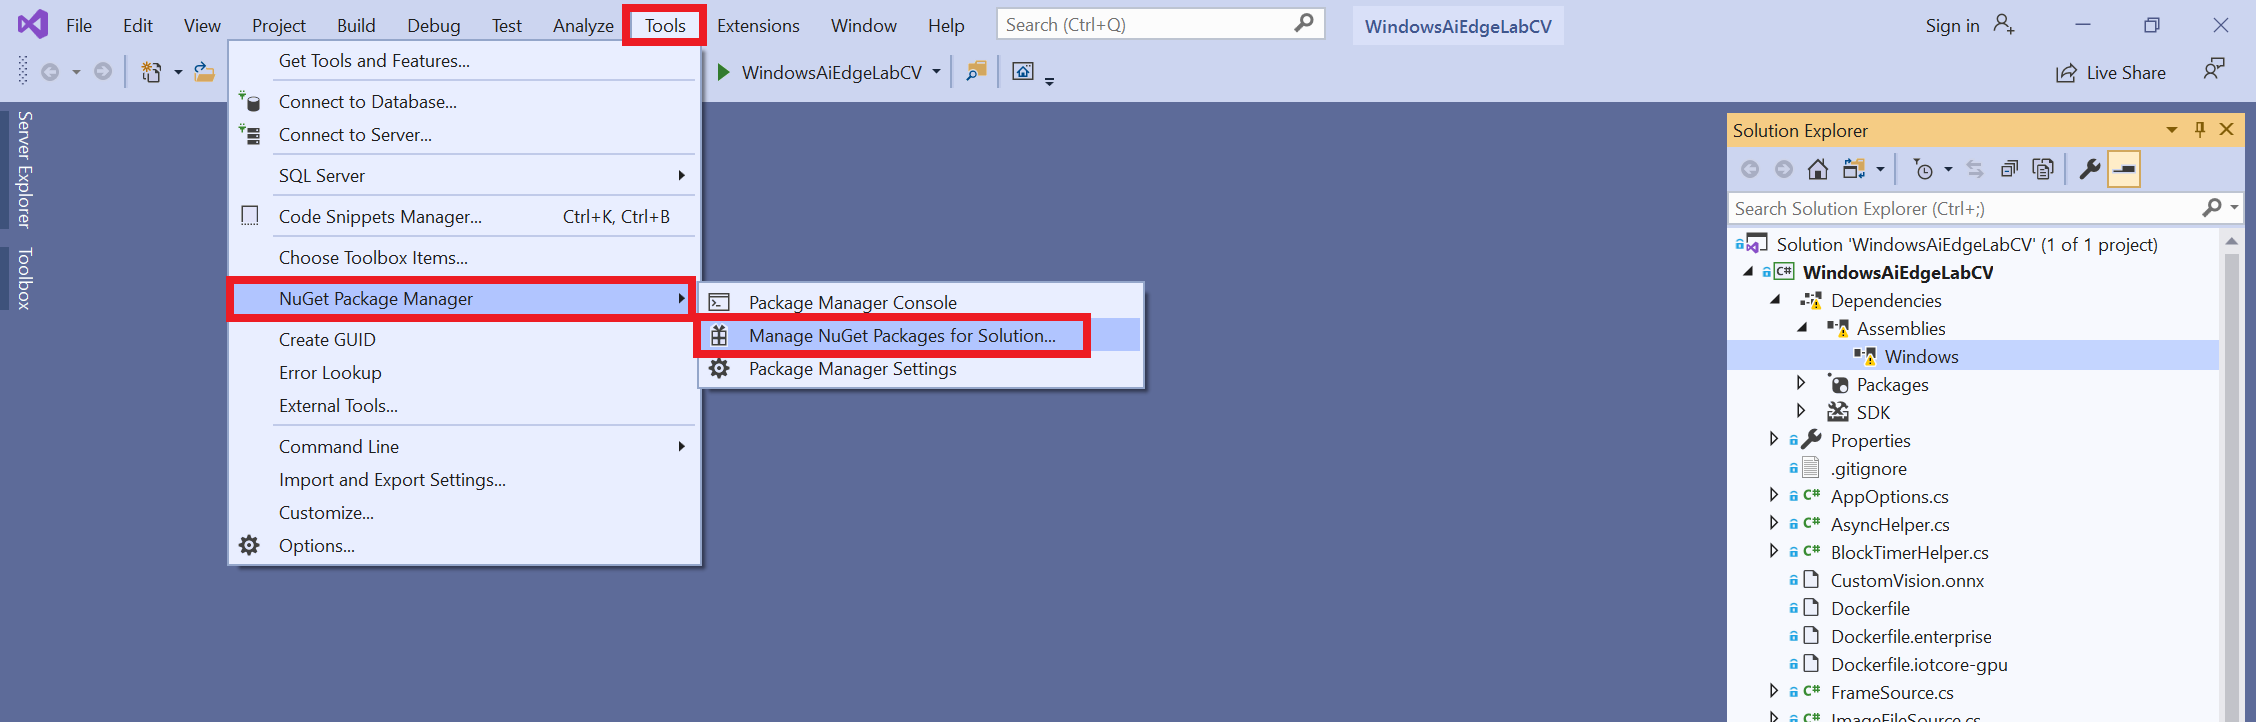 File Edit View Project Build Debug Test Analyze Tools Extensions Window Help Search (Ctrl+Q) WindowsAiEdgeLabCV Sign in
WindowsAiEdgeLabCV Live Share
Server Explorer
Toolbox
Get Tools and Features...
Connect to Database...
Connect to Server...
SQL Server
Code Snippets Manager... Ctrl+K, Ctrl+B
Choose Toolbox Items...
NuGet Package Manager
Create GUID
Error Lookup
External Tools...
Command Line
Import and Export Settings...
Customize...
Options...
Package Manager Console
Manage NuGet Packages for Solution...
Package Manager Settings
Solution Explorer
Search Solution Explorer (Ctrl+;)
Solution 'WindowsAiEdgeLabCV' (1 of 1 project)
C# WindowsAiEdgeLabCV
Dependencies
Assemblies
Windows
Packages
SDK
Properties
.gitignore
C# AppOptions.cs
C# AsyncHelper.cs
C# BlockTimerHelper.cs
CustomVision.onnx
Dockerfile
Dockerfile.enterprise
Dockerfile.iotcore-gpu
C# FrameSource.cs
C# ImageFileSource.cs